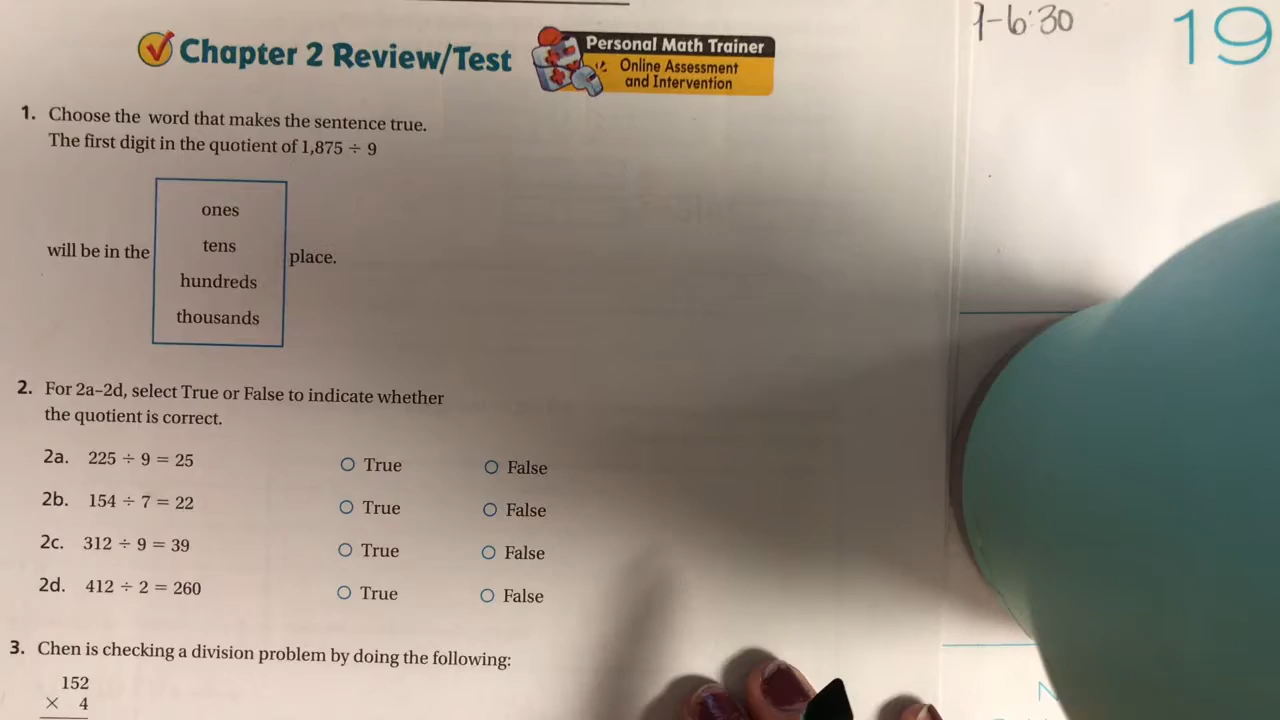 Chapter 2 Review/Test
Personal Math Trainer
Online Assessment
and Intervention
7-6:30
19
1. Choose the word that makes the sentence true.
The first digit in the quotient of 1,875 ÷ 9
ones
tens
will be in the
place.
hundreds
thousands
2. For 2a–2d, select True or False to indicate whether
the quotient is correct.
2a. 225 ÷ 9 = 25 True False
2b. 154 ÷ 7 = 22 True False
2c. 312 ÷ 9 = 39 True False
2d. 412 ÷ 2 = 260 True False
3. Chen is checking a division problem by doing the following:
152
× 4
N